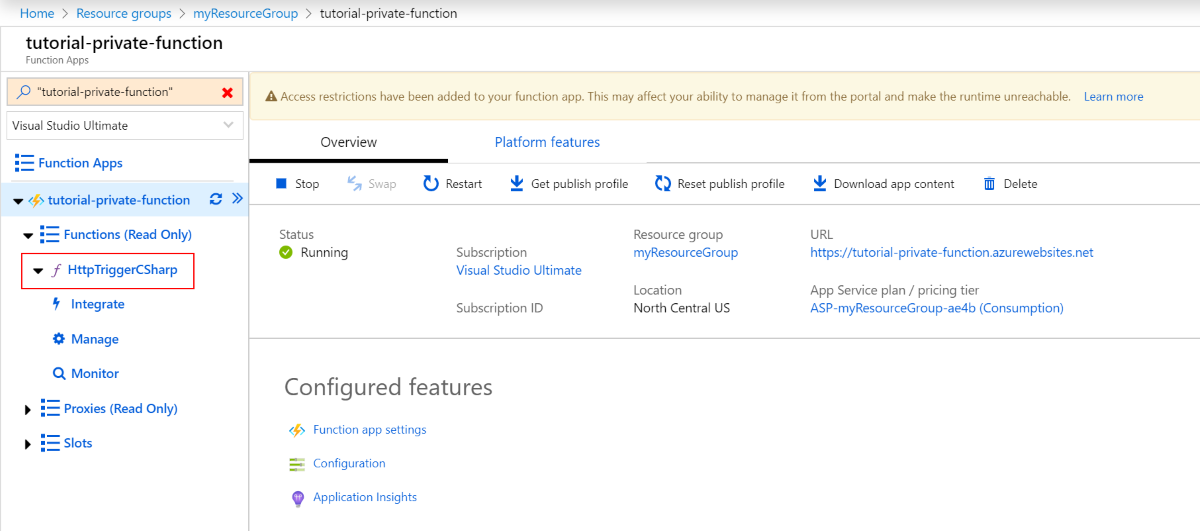 Home > Resource groups > myResourceGroup > tutorial-private-function
tutorial-private-function
Function Apps
"tutorial-private-function"
Visual Studio Ultimate
Function Apps
tutorial-private-function
Functions (Read Only)
HttpTriggerCSharp
Integrate
Manage
Monitor
Proxies (Read Only)
Slots
Access restrictions have been added to your function app. This may affect your ability to manage it from the portal and make the runtime unreachable. Learn more
Overview Platform features
Stop Swap Restart Get publish profile Reset publish profile Download app content Delete
Status
Running
Subscription
Visual Studio Ultimate
Subscription ID
Resource group
myResourceGroup
Location
North Central US
URL
https://tutorial-private-function.azurewebsites.net
App Service plan / pricing tier
ASP-myResourceGroup-ae4b (Consumption)
Configured features
Function app settings
Configuration
Application Insights